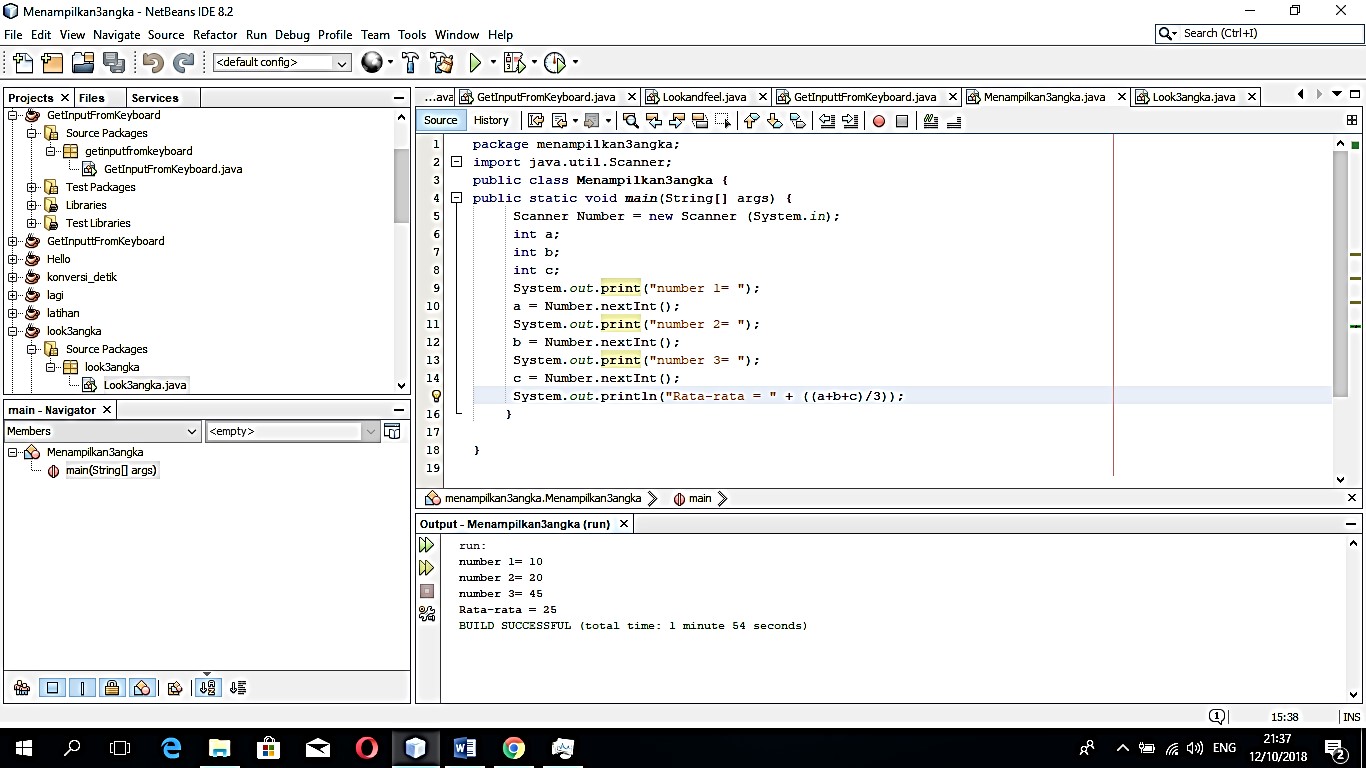 Menampilkan3angka - NetBeans IDE 8.2
File Edit View Navigate Source Refactor Run Debug Profile Team Tools Window Help
Search (Ctrl+I)
<default config>
Projects Files Services
GetInputFromKeyboard
Source Packages
getinputfromkeyboard
GetInputFromKeyboard.java
Test Packages
Libraries
Test Libraries
GetInputtFromKeyboard
Hello
konversi_detik
lagi
latihan
look3angka
Source Packages
look3angka
Look3angka.java
main - Navigator
Members <empty>
Menampilkan3angka
main(String[] args)
...ava GetInputFromKeyboard.java Lookandfeel.java GetInputtFromKeyboard.java Menampilkan3angka.java Look3angka.java
Source History
1 package menampilkan3angka;
2 import java.util.Scanner;
3 public class Menampilkan3angka {
4 public static void main(String[] args) {
5 Scanner Number = new Scanner (System.in);
6 int a;
7 int b;
8 int c;
9 System.out.print("number 1= ");
10 a = Number.nextInt();
11 System.out.print("number 2= ");
12 b = Number.nextInt();
13 System.out.print("number 3= ");
14 c = Number.nextInt();
System.out.println("Rata-rata = " + ((a+b+c)/3));
16 }
17
18 }
19
menampilkan3angka.Menampilkan3angka main
Output - Menampilkan3angka (run)
run:
number 1= 10
number 2= 20
number 3= 45
Rata-rata = 25
BUILD SUCCESSFUL (total time: 1 minute 54 seconds)
1 15:38 INS
ENG 21:37
12/10/2018 2